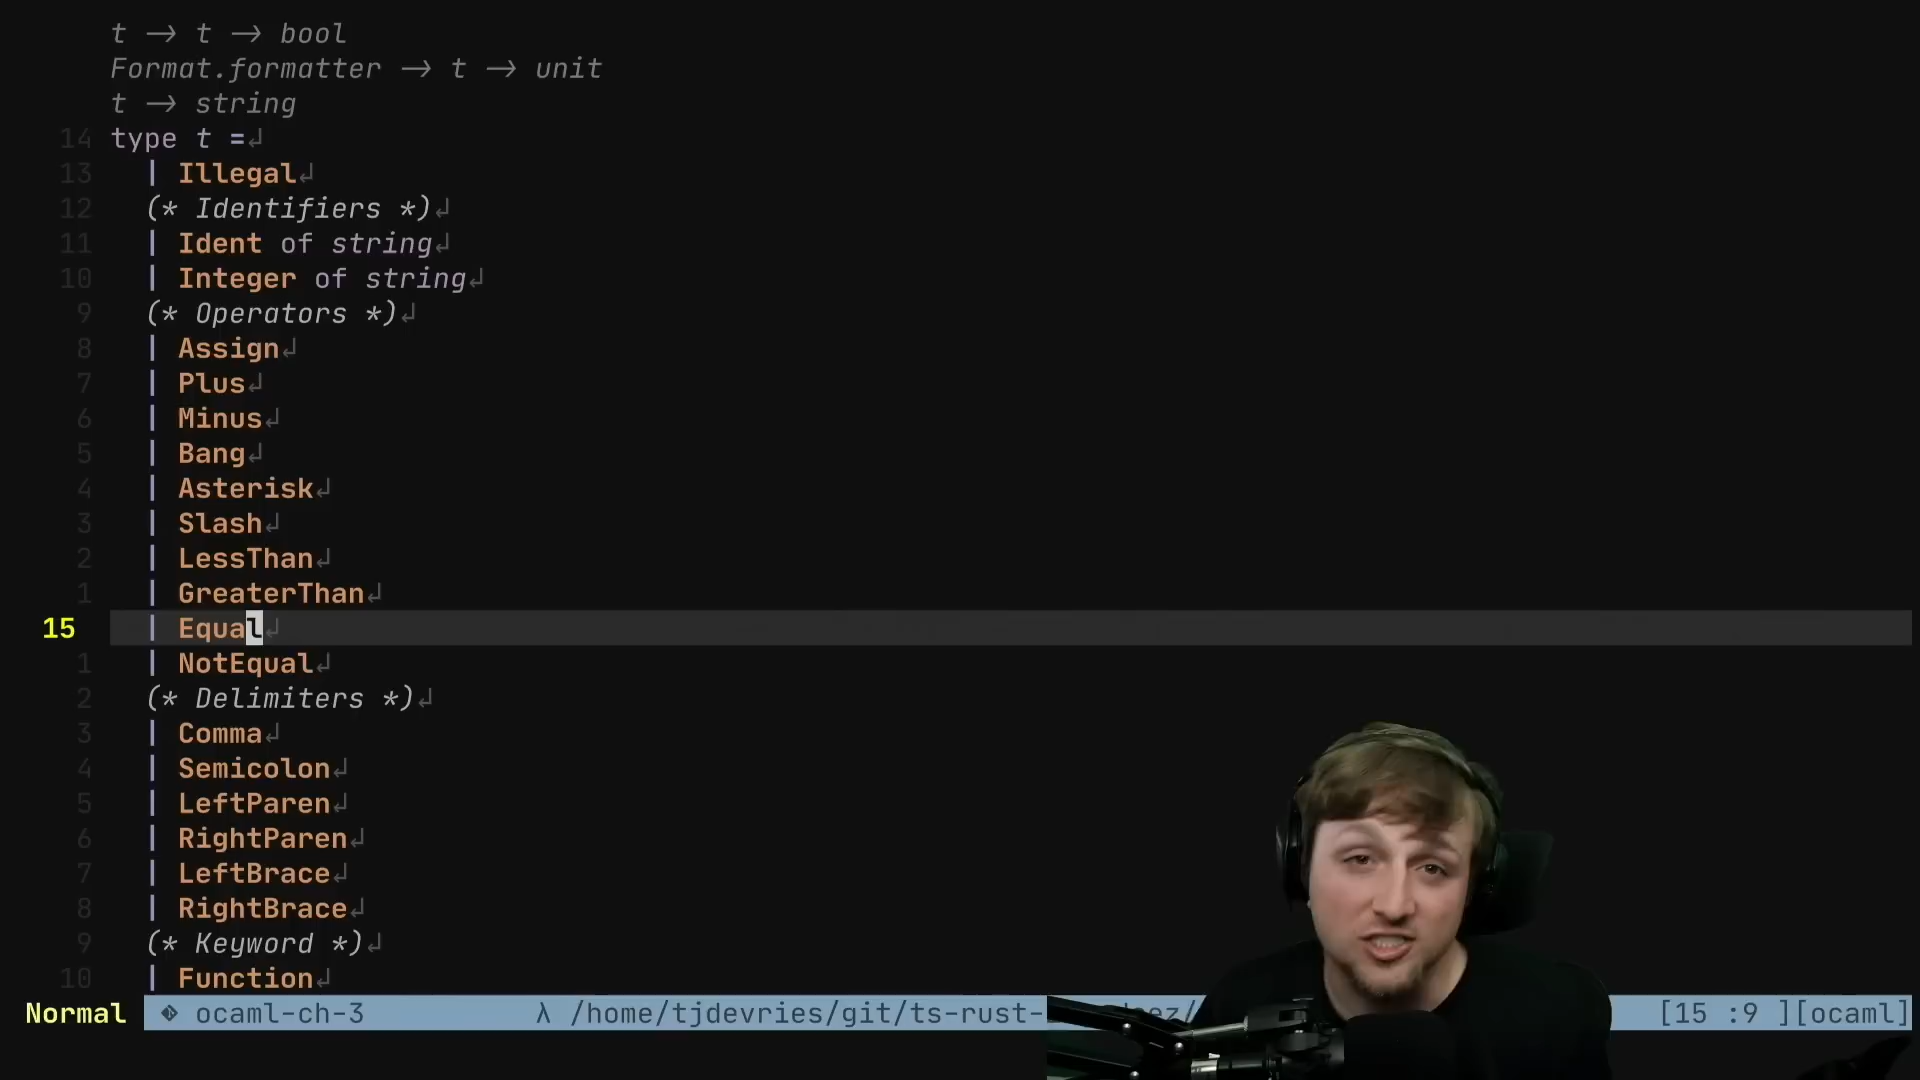 t -> t -> bool
Format.formatter -> t -> unit
t -> string
14 type t =
13 | Illegal
12 (* Identifiers *)
11 | Ident of string
10 | Integer of string
9 (* Operators *)
8 | Assign
7 | Plus
6 | Minus
5 | Bang
4 | Asterisk
3 | Slash
2 | LessThan
1 | GreaterThan
15 | Equal
1 | NotEqual
2 (* Delimiters *)
3 | Comma
4 | Semicolon
5 | LeftParen
6 | RightParen
7 | LeftBrace
8 | RightBrace
9 (* Keyword *)
10 | Function
Normal ocaml-ch-3 λ /home/tjdevries/git/ts-rust- ez/ [15 :9 ][ocaml]